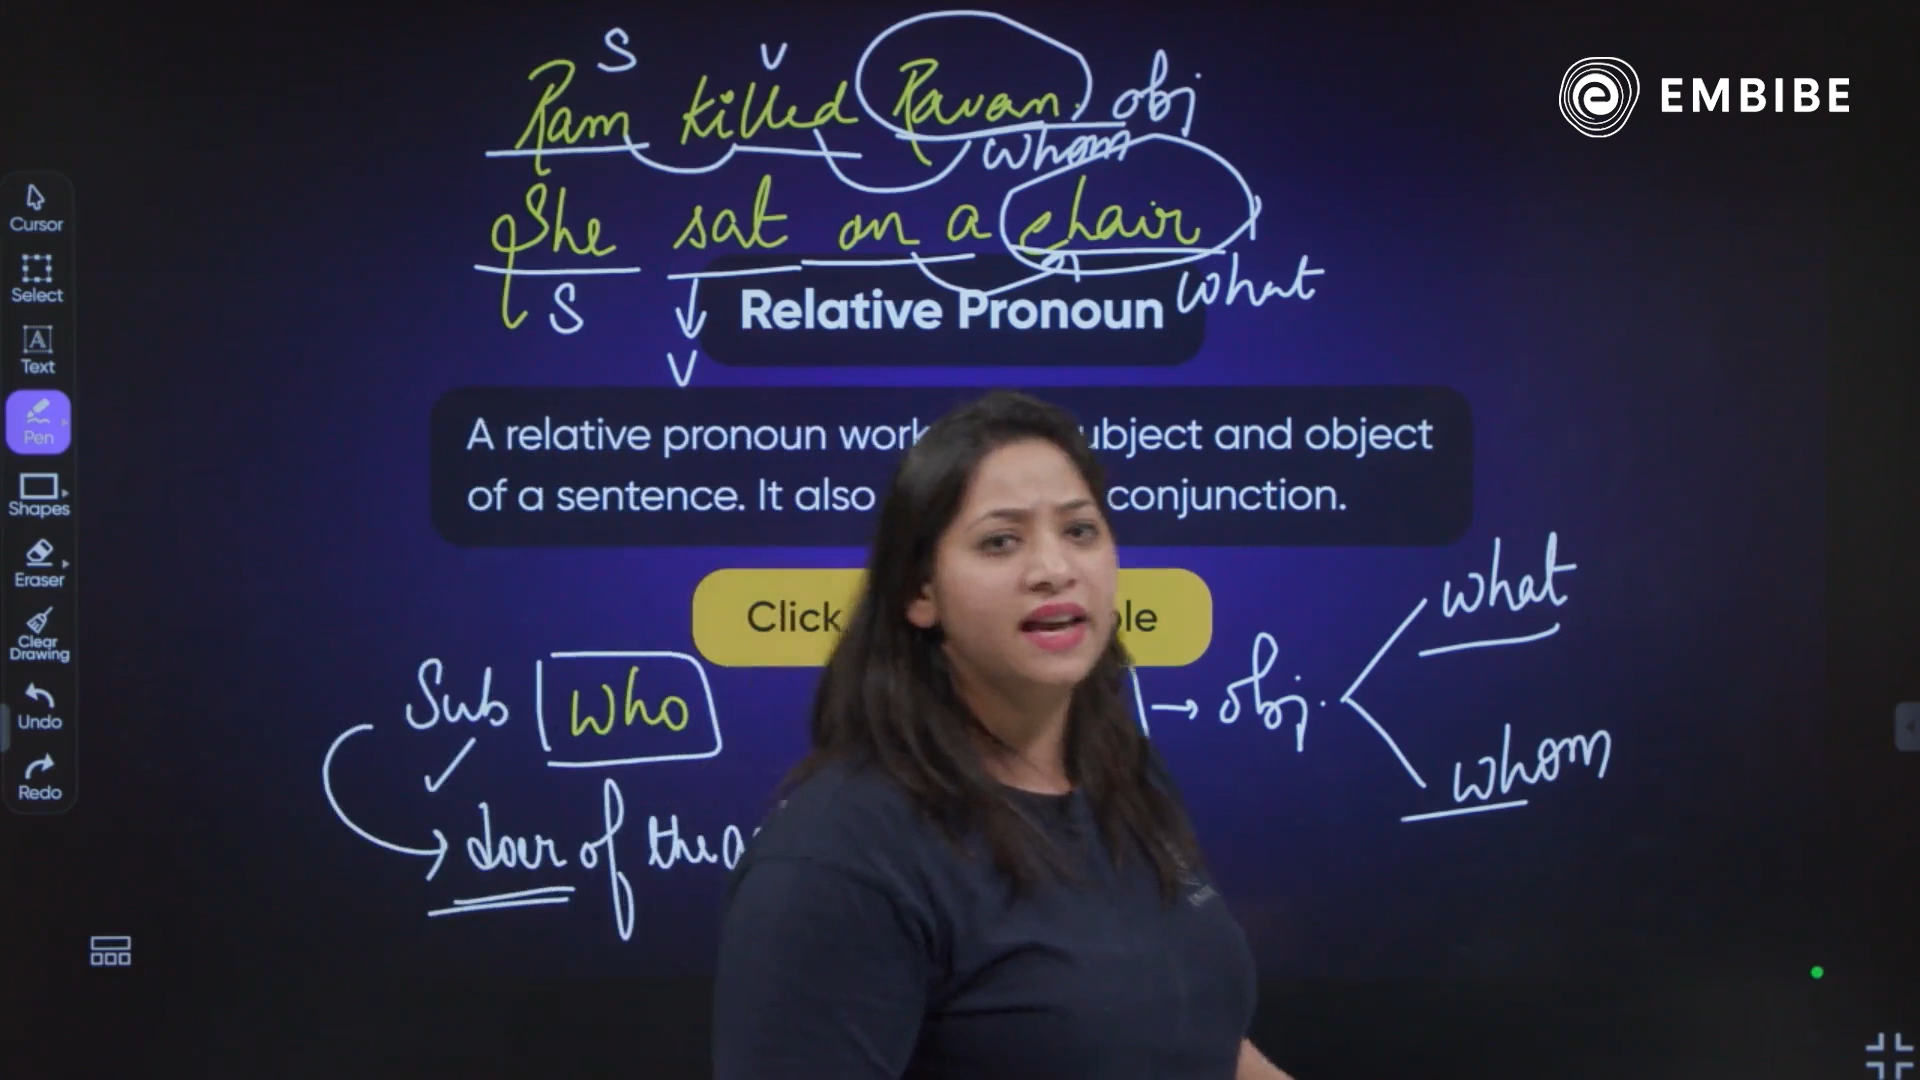 S V
Ram killed Ravan. obj
whom
EMBIBE
She sat on a chair
S V what
Relative Pronoun
A relative pronoun work ubject and object
of a sentence. It also conjunction.
Click le
Sub who → obj. what
whom
→ doer of the a
Cursor
Select
Text
Pen
Shapes
Eraser
Clear
Drawing
Undo
Redo